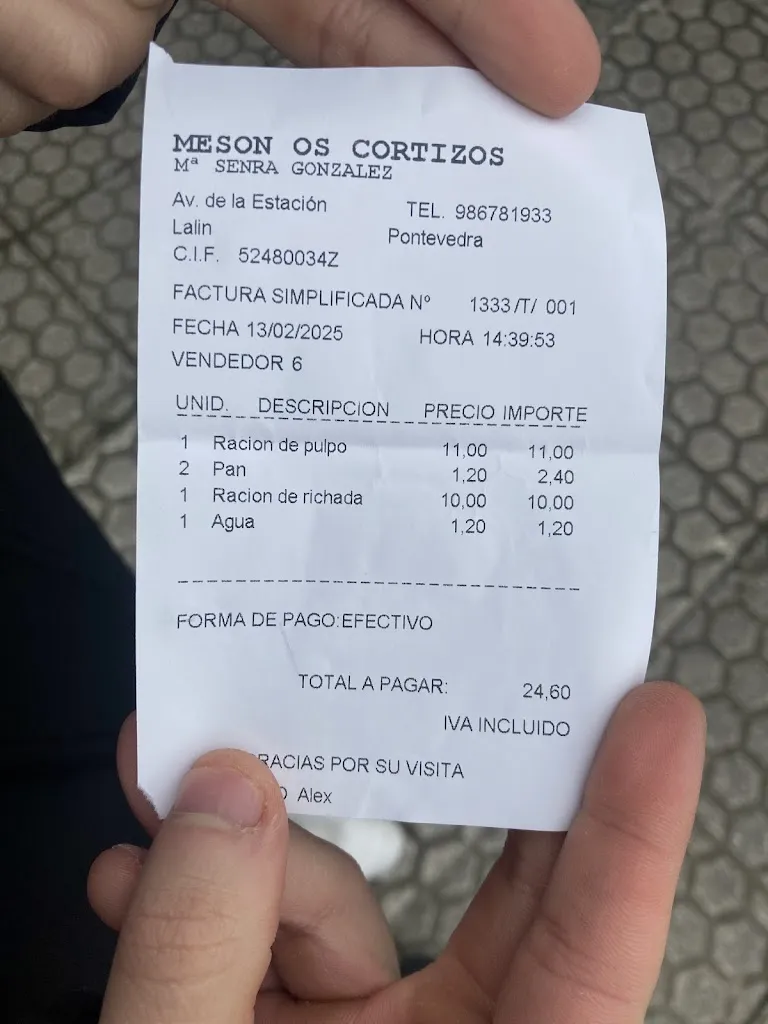 MESON OS CORTIZOS
Mª SENRA GONZALEZ
Av. de la Estación TEL. 986781933
Lalin Pontevedra
C.I.F. 52480034Z
FACTURA SIMPLIFICADA Nº 1333/T/ 001
FECHA 13/02/2025 HORA 14:39:53
VENDEDOR 6
UNID. DESCRIPCION PRECIO IMPORTE
1 Racion de pulpo 11,00 11,00
2 Pan 1,20 2,40
1 Racion de richada 10,00 10,00
1 Agua 1,20 1,20
FORMA DE PAGO:EFECTIVO
TOTAL A PAGAR: 24,60
IVA INCLUIDO
RACIAS POR SU VISITA
Alex